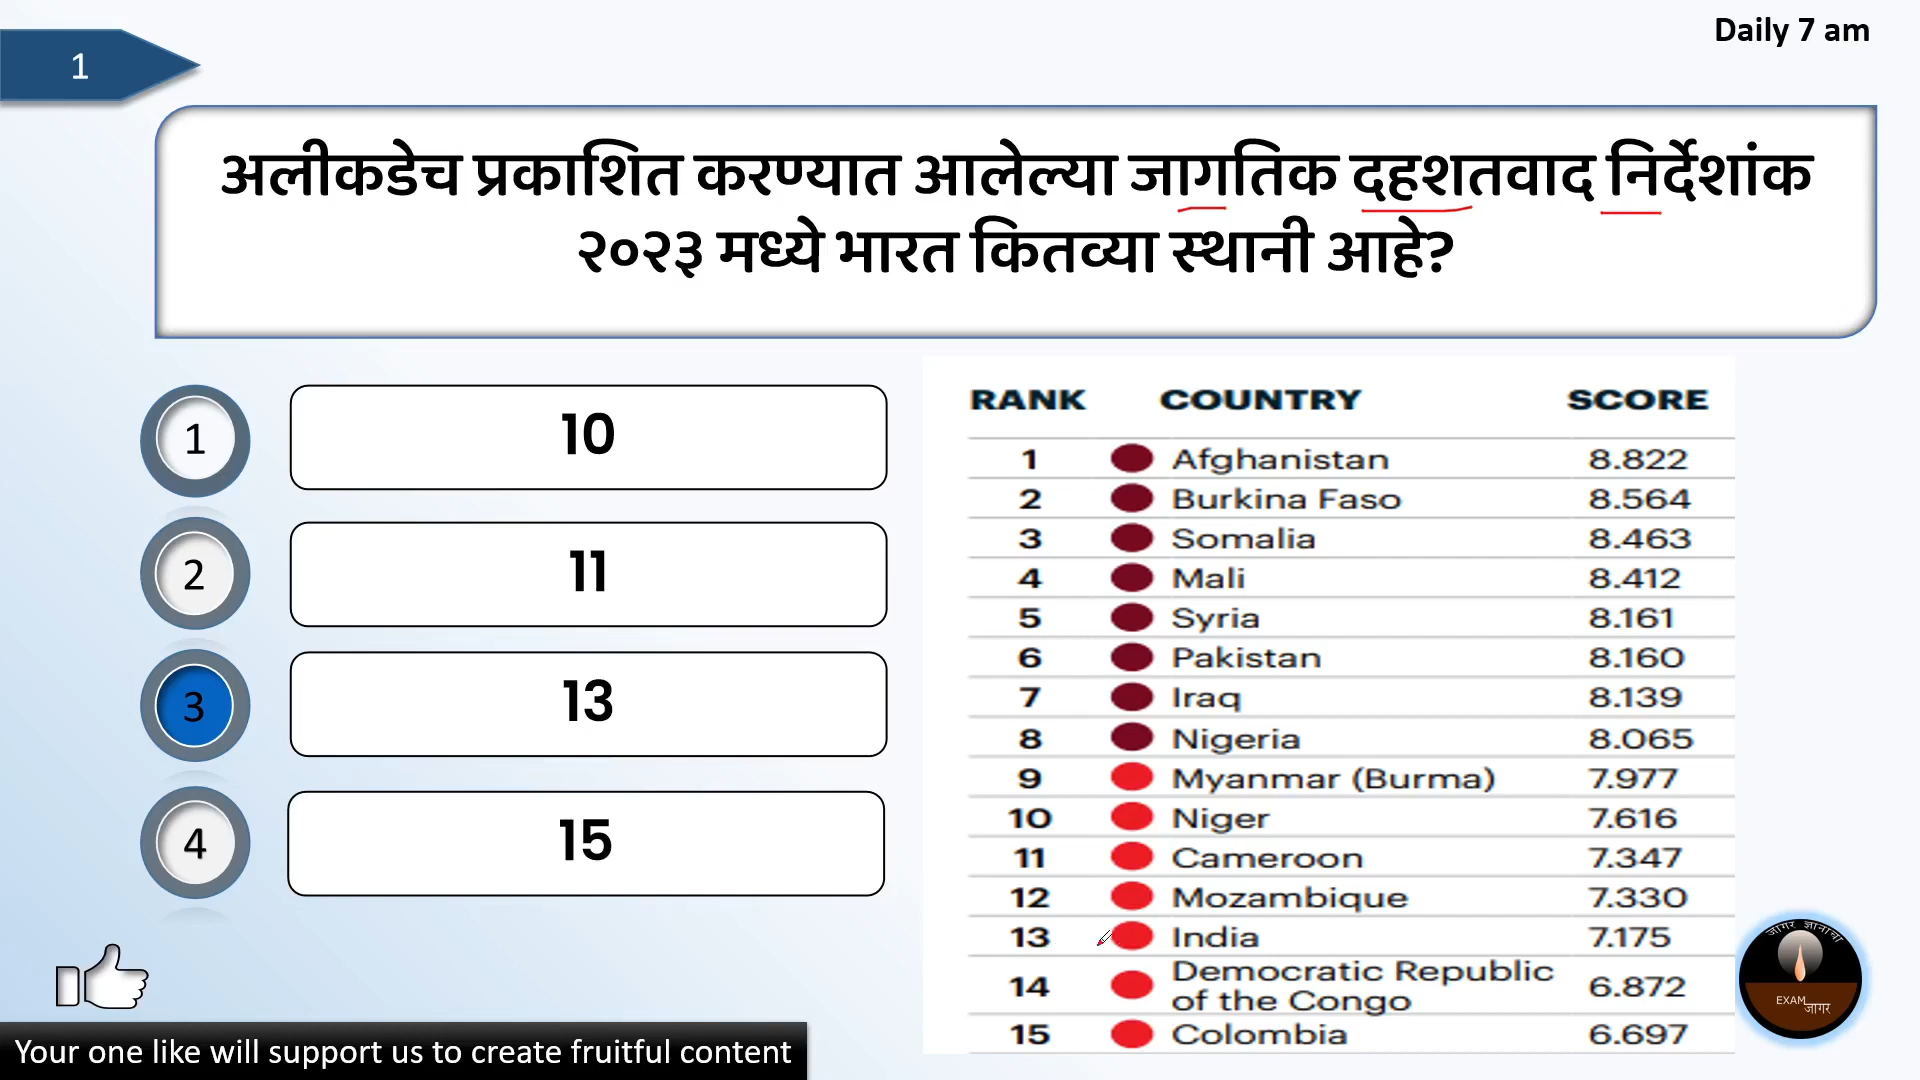 Daily 7 am
1
अलीकडेच प्रकाशित करण्यात आलेल्या जागतिक दहशतवाद निर्देशांक
२०२३ मध्ये भारत कितव्या स्थानी आहे?
1 10
2 11
3 13
4 15
RANK COUNTRY SCORE
1 Afghanistan 8.822
2 Burkina Faso 8.564
3 Somalia 8.463
4 Mali 8.412
5 Syria 8.161
6 Pakistan 8.160
7 Iraq 8.139
8 Nigeria 8.065
9 Myanmar (Burma) 7.977
10 Niger 7.616
11 Cameroon 7.347
12 Mozambique 7.330
13 India 7.175
14 Democratic Republic of the Congo 6.872
15 Colombia 6.697
जागर ज्ञानाचा
EXAM जागर
Your one like will support us to create fruitful content